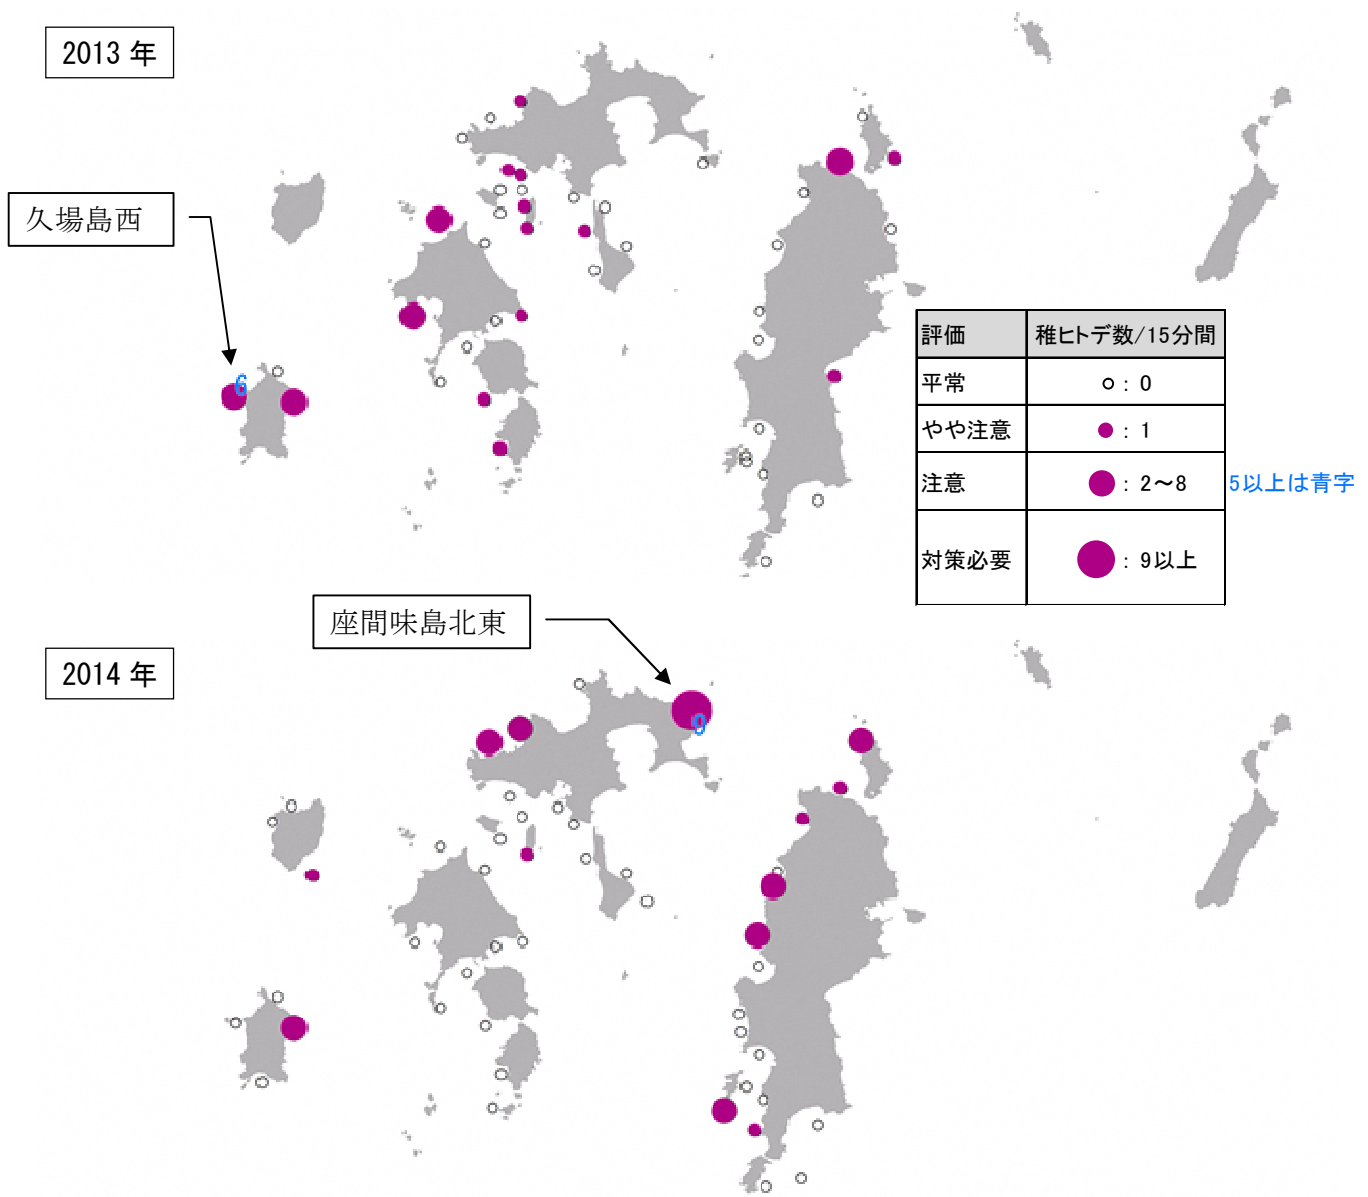 2013 年
久場島西
6
評価 稚ヒトデ数/15分間
平常 ○ : 0
やや注意 ● : 1
注意 ● : 2～8 5以上は青字
対策必要 ● : 9以上
座間味島北東
2014 年
9